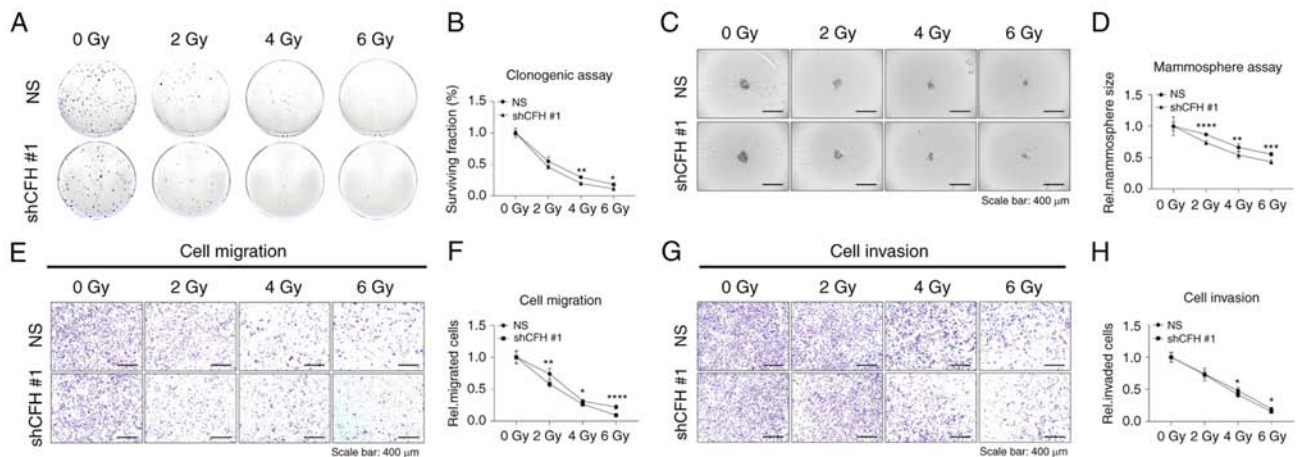 A
0 Gy 2 Gy 4 Gy 6 Gy
NS
shCFH #1
B
Clonogenic assay
NS
shCFH #1
Surviving fraction (%)
1.5
1.0
0.5
0.0
** *
0 Gy 2 Gy 4 Gy 6 Gy
C
0 Gy 2 Gy 4 Gy 6 Gy
NS
shCFH #1
Scale bar: 400 µm
D
Mammosphere assay
NS
shCFH #1
Rel.mammosphere size
1.5
1.0
0.5
0.0
**** ** ***
0 Gy 2 Gy 4 Gy 6 Gy
E
Cell migration
0 Gy 2 Gy 4 Gy 6 Gy
NS
shCFH #1
Scale bar: 400 µm
F
Cell migration
NS
shCFH #1
Rel.migrated cells
1.5
1.0
0.5
0.0
** * ****
0 Gy 2 Gy 4 Gy 6 Gy
G
Cell invasion
0 Gy 2 Gy 4 Gy 6 Gy
NS
shCFH #1
Scale bar: 400 µm
H
Cell invasion
NS
shCFH #1
Rel.invaded cells
1.5
1.0
0.5
0.0
* *
0 Gy 2 Gy 4 Gy 6 Gy